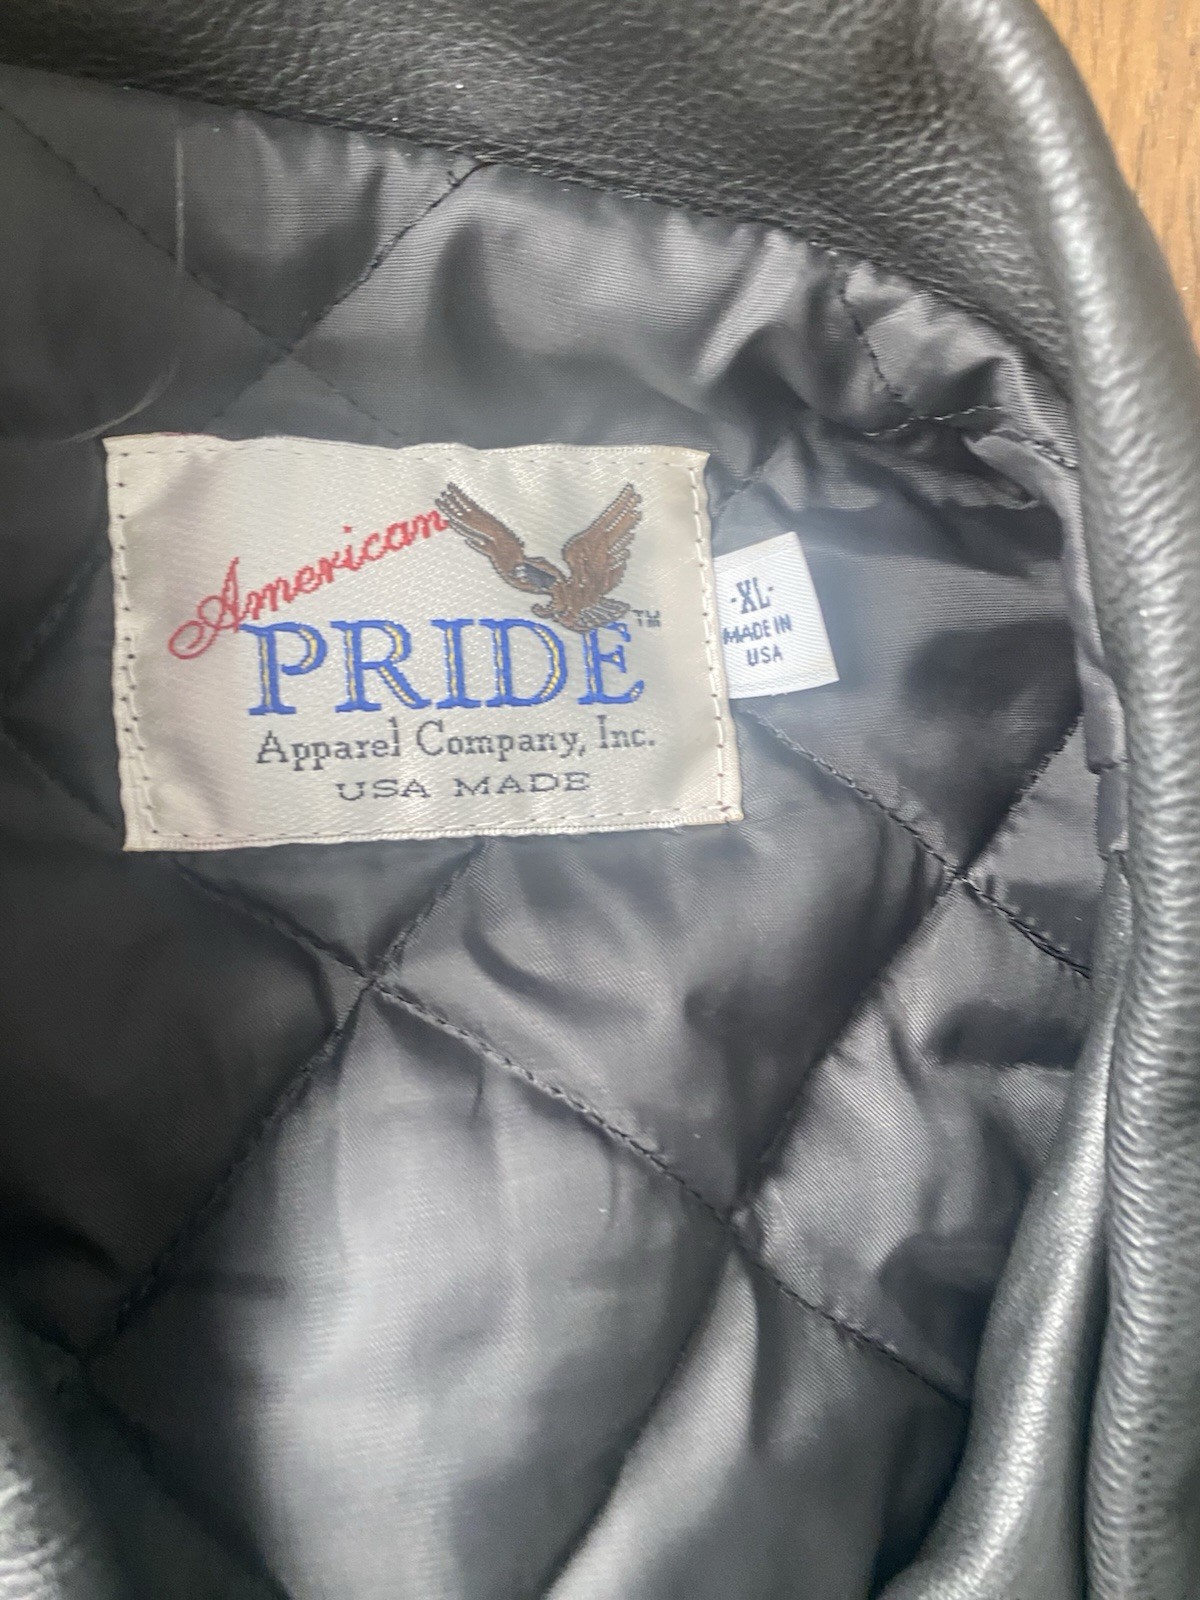 American
PRIDE™
Apparel Company, Inc.
USA MADE
·XL·
MADE IN
USA